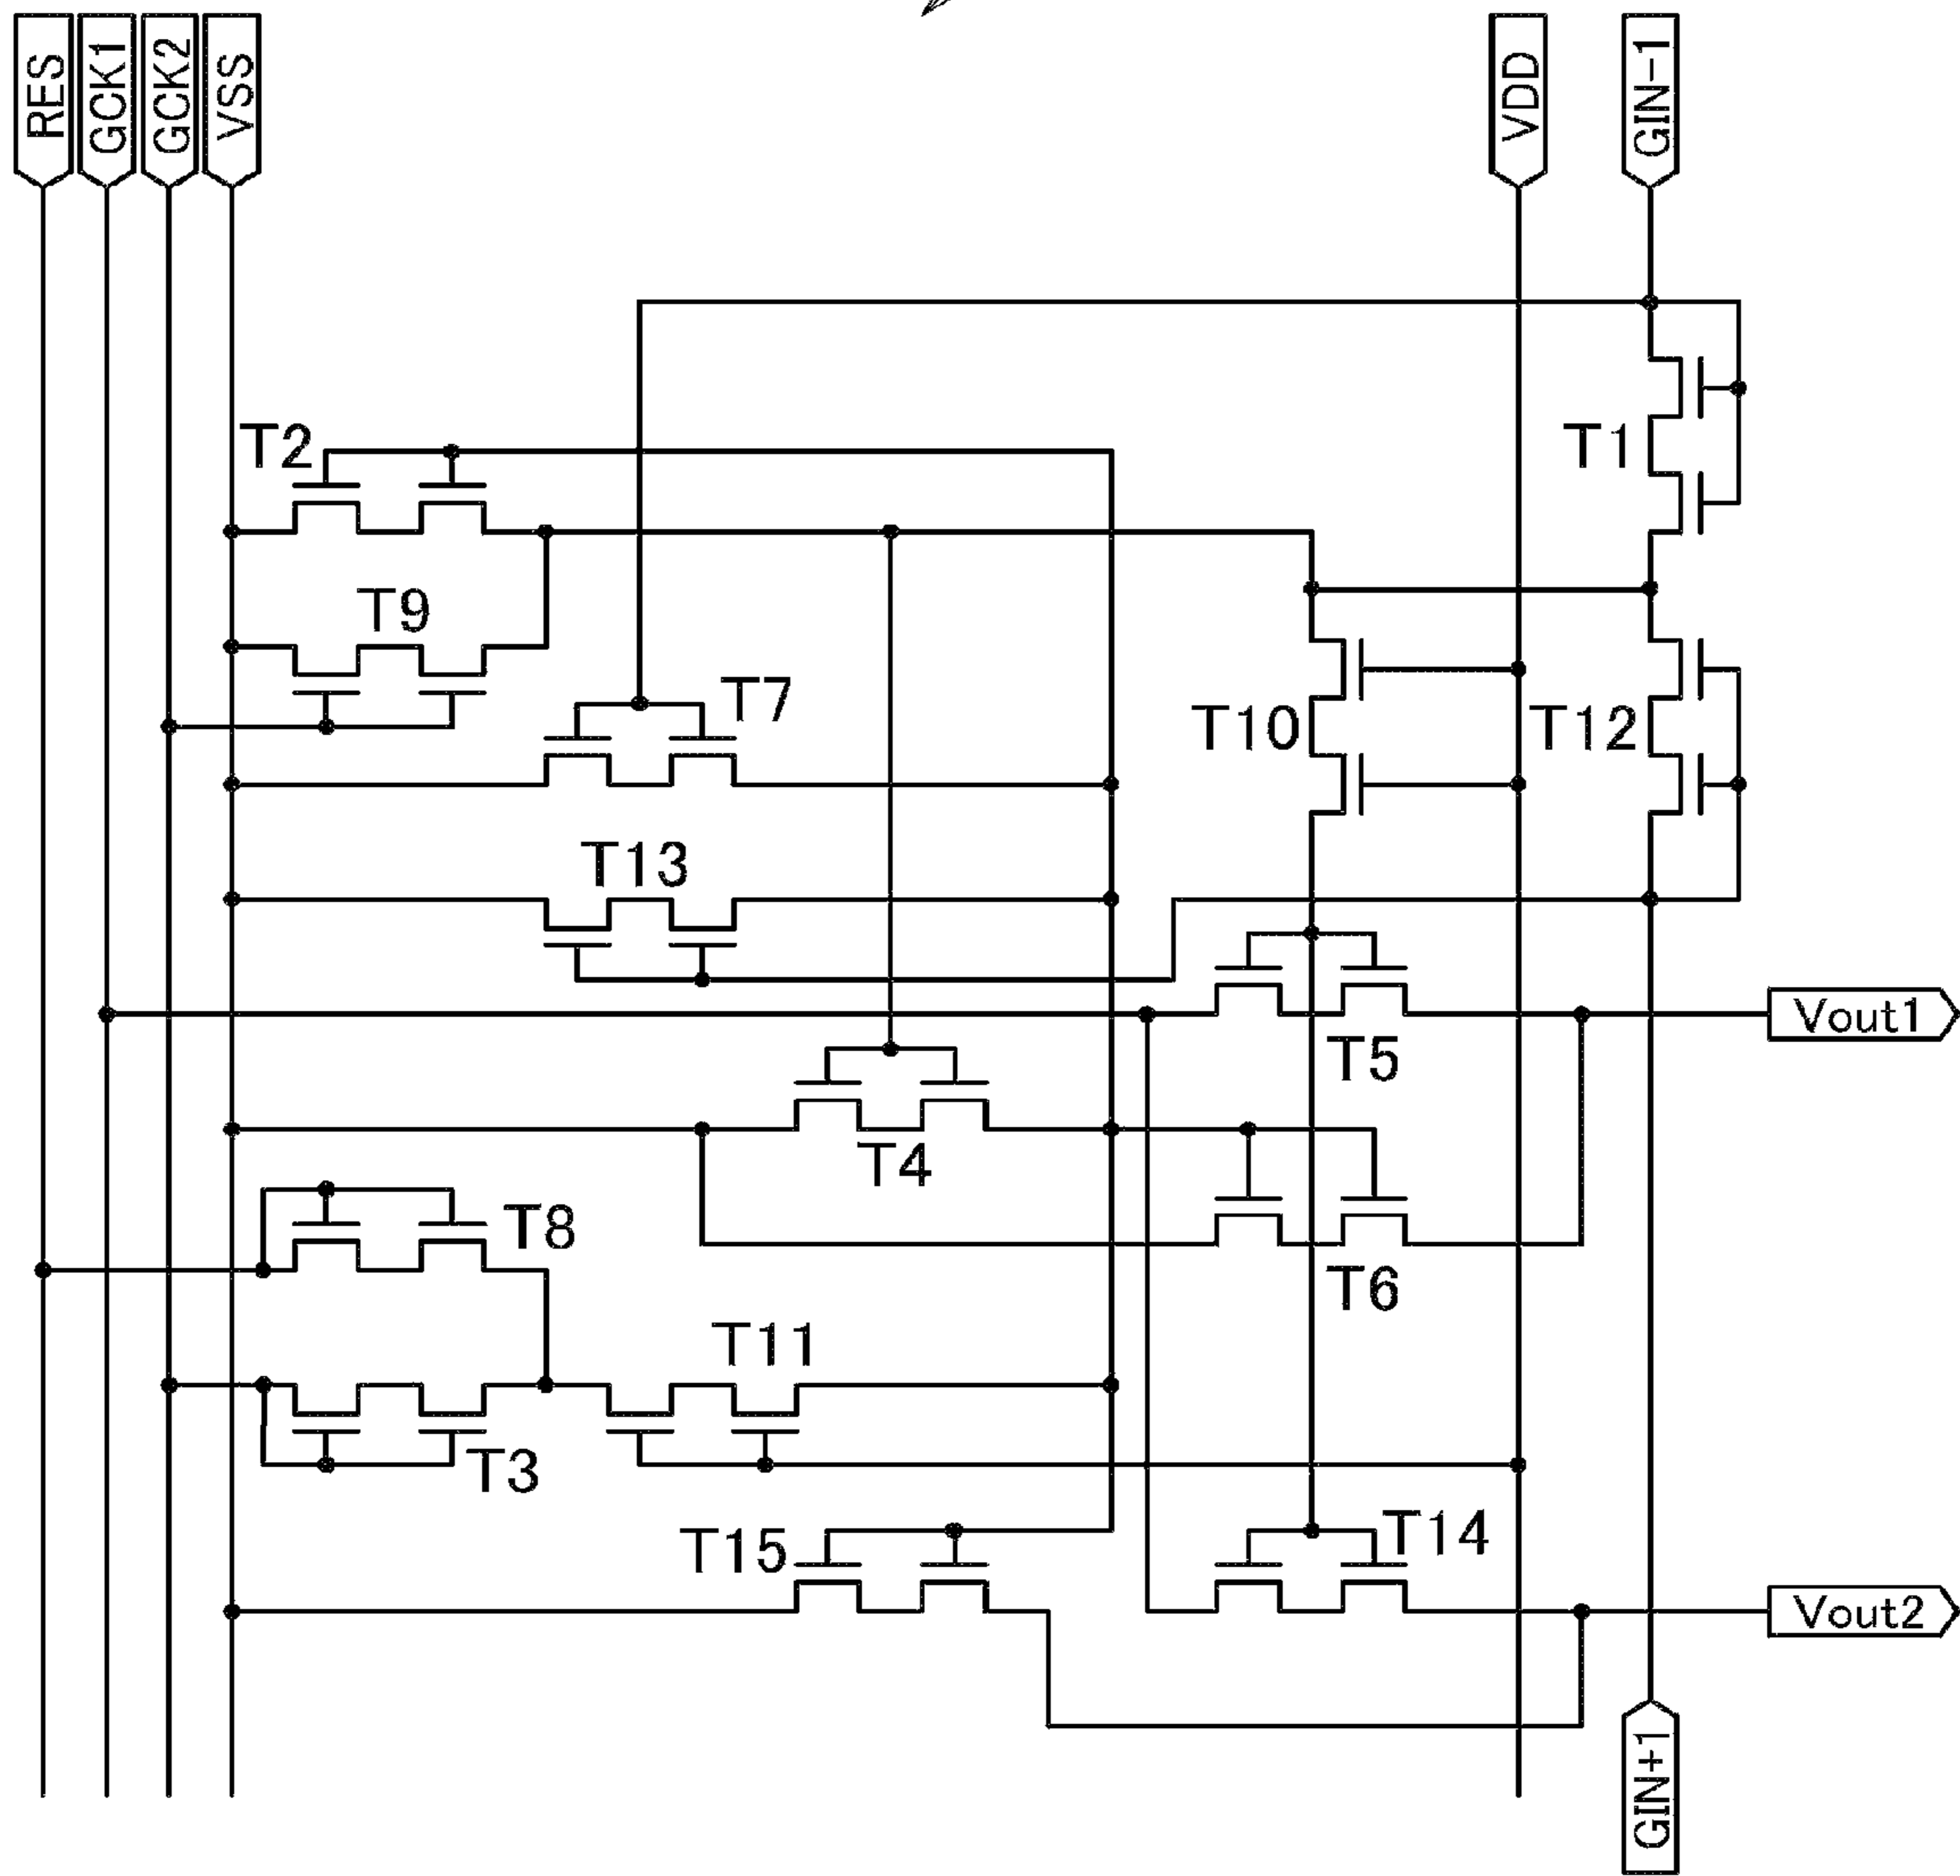 RES
GCK1
GCK2
VSS
VDD
GIN-1
T2
T1
T9
T7
T10
T12
T13
Vout1
T5
T4
T8
T6
T11
T3
T15
T14
Vout2
GIN+1